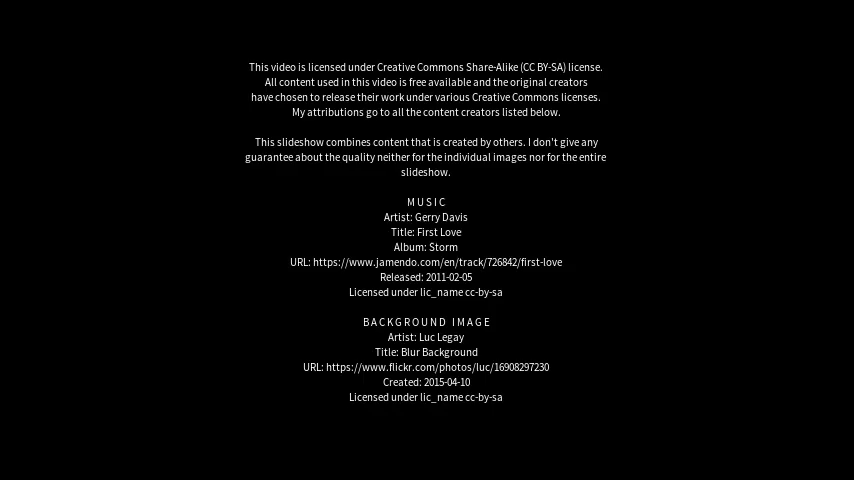 This video is licensed under Creative Commons Share-Alike (CC BY-SA) license.
All content used in this video is free available and the original creators
have chosen to release their work under various Creative Commons licenses.
My attributions go to all the content creators listed below.
This slideshow combines content that is created by others. I don't give any
guarantee about the quality neither for the individual images nor for the entire
slideshow.
MUSIC
Artist: Gerry Davis
Title: First Love
Album: Storm
URL: https://www.jamendo.com/en/track/726842/first-love
Released: 2011-02-05
Licensed under lic_name cc-by-sa
BACKGROUND IMAGE
Artist: Luc Legay
Title: Blur Background
URL: https://www.flickr.com/photos/luc/16908297230
Created: 2015-04-10
Licensed under lic_name cc-by-sa